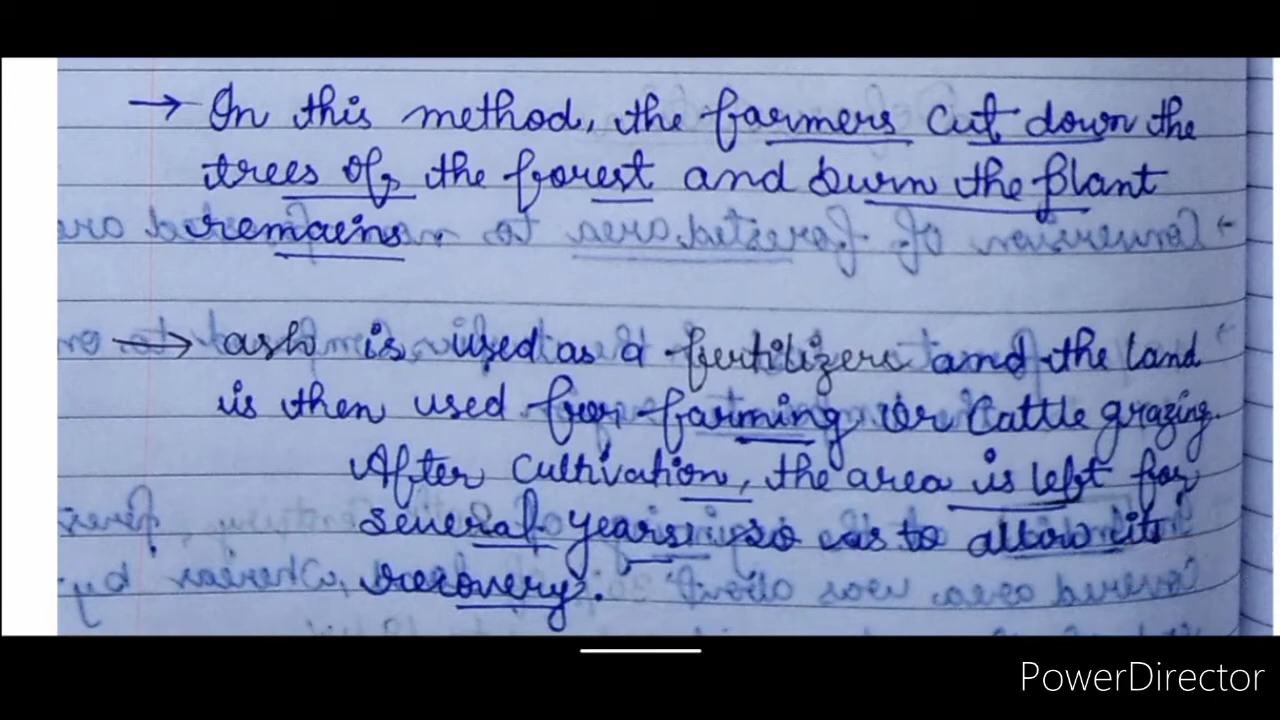 → In this method, the farmers cut down the
trees of the forest and burn the plant
remains.
→ ash is used as a fertilizers and the land
is then used for farming or Cattle grazing.
After cultivation, the area is left for
several years so as to allow its
recovery.
PowerDirector